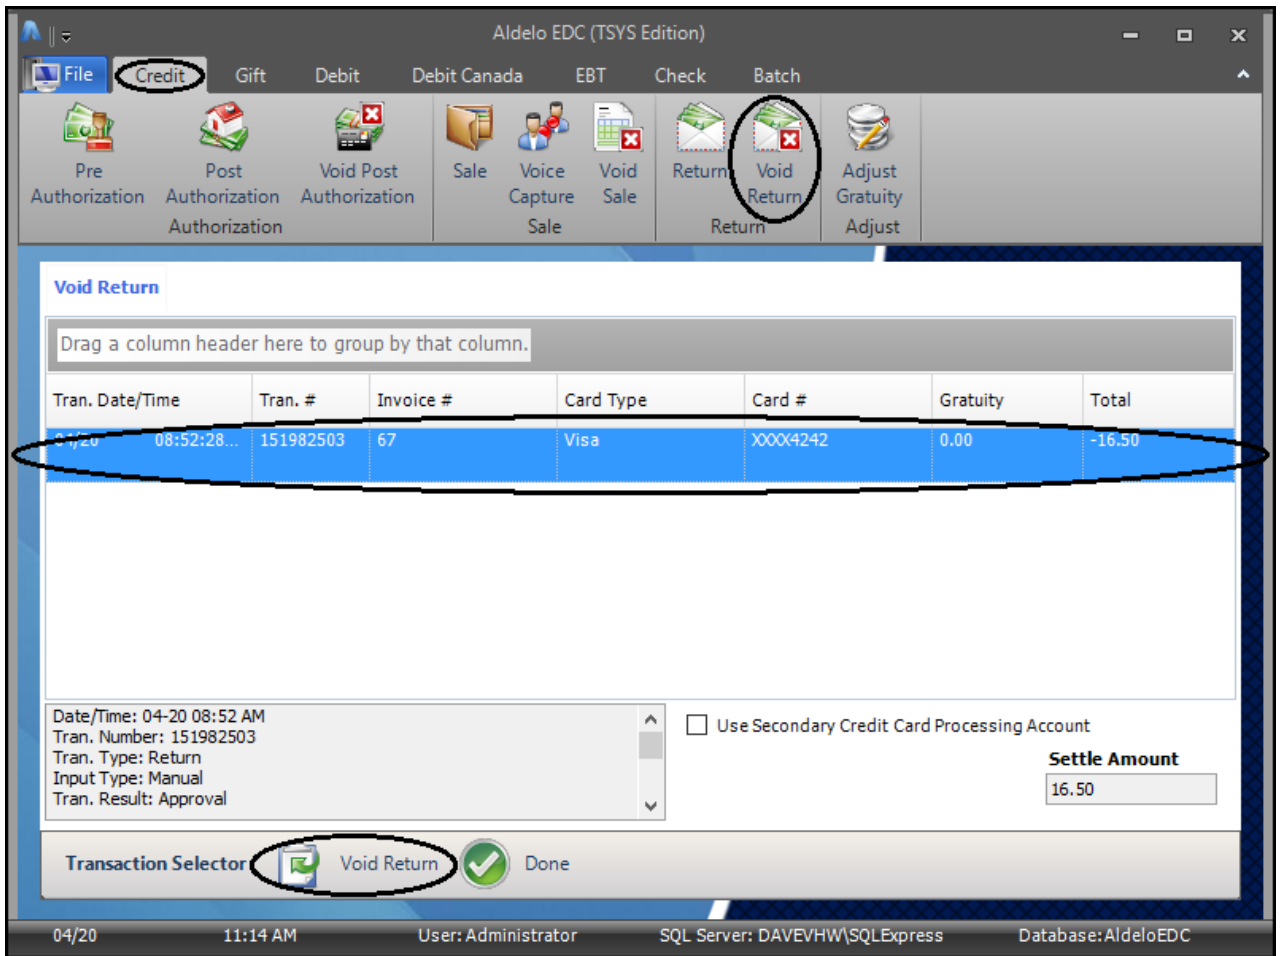 Aldelo EDC (TSYS Edition)
File Credit Gift Debit Debit Canada EBT Check Batch
Pre Authorization Post Authorization Void Post Authorization Sale Voice Capture Void Sale Return Void Return Adjust Gratuity
Authorization Sale Return Adjust
Void Return
Drag a column header here to group by that column.
Tran. Date/Time Tran. # Invoice # Card Type Card # Gratuity Total
04/20 08:52:28... 151982503 67 Visa XXXX4242 0.00 -16.50
Date/Time: 04-20 08:52 AM
Tran. Number: 151982503
Tran. Type: Return
Input Type: Manual
Tran. Result: Approval
Use Secondary Credit Card Processing Account
Settle Amount
16.50
Transaction Selector Void Return Done
04/20 11:14 AM User: Administrator SQL Server: DAVEVHW\SQLExpress Database: AldeloEDC